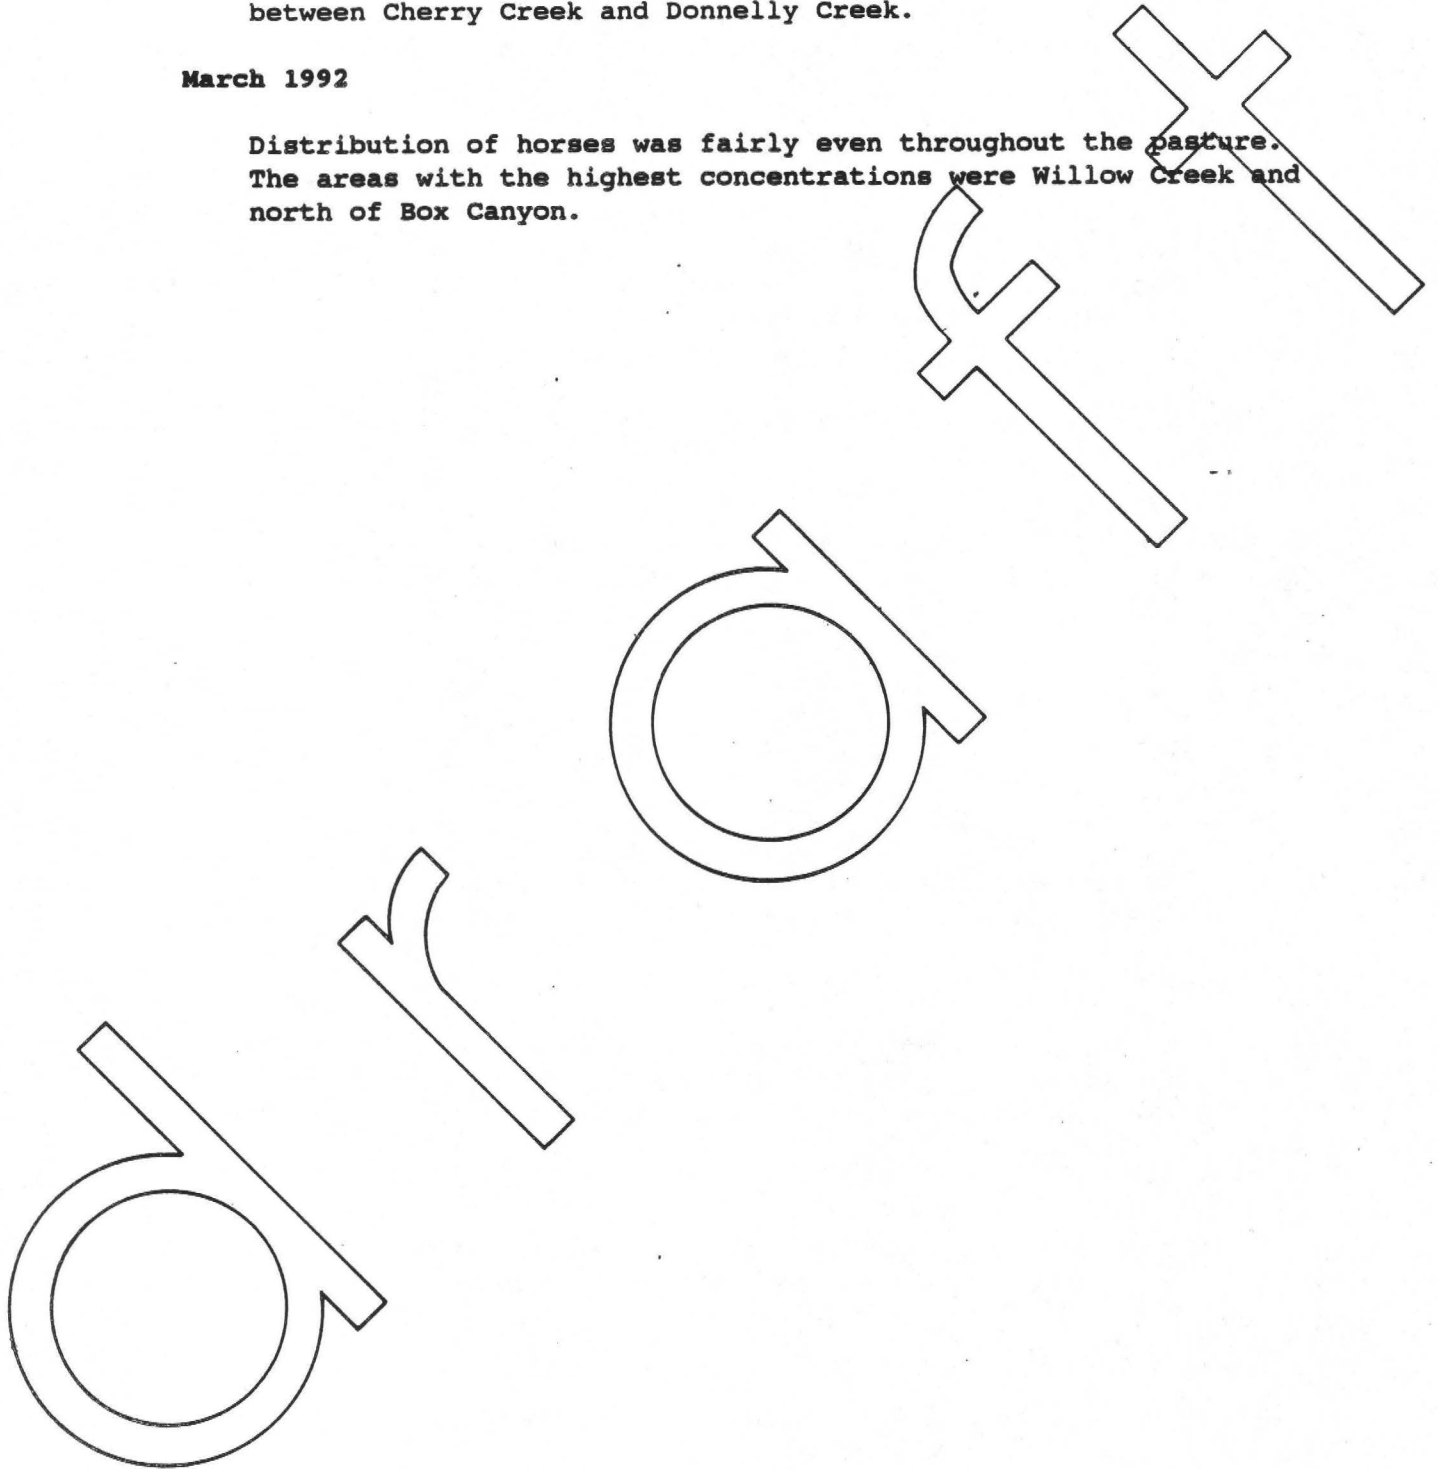 between Cherry Creek and Donnelly Creek.
March 1992
Distribution of horses was fairly even throughout the pasture.
The areas with the highest concentrations were Willow Creek and
north of Box Canyon.
draft